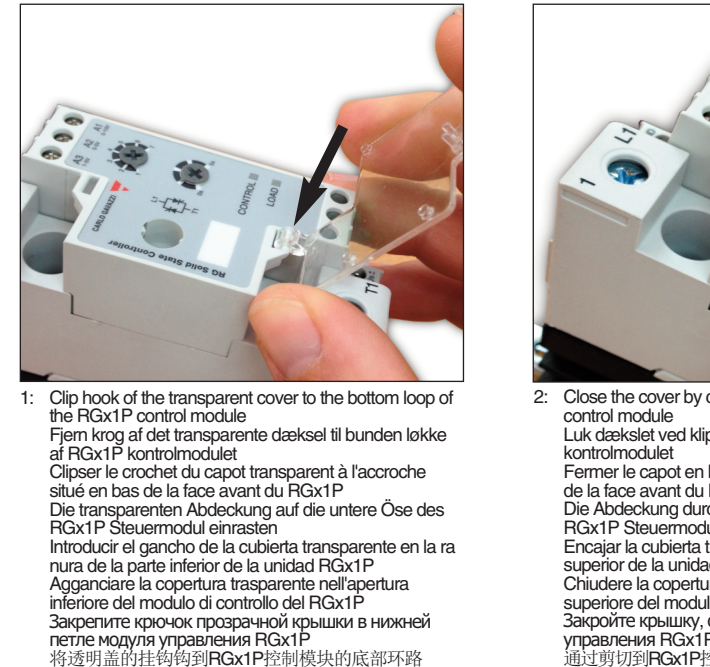 A1
A2
A3
CONTROL
LOAD
CARLO GAVAZZI
RG Solid State Controller
T1
L1
1
1: Clip hook of the transparent cover to the bottom loop of
the RGx1P control module
Fjern krog af det transparente dæksel til bunden løkke
af RGx1P kontrolmodulet
Clipser le crochet du capot transparent à l'accroche
situé en bas de la face avant du RGx1P
Die transparenten Abdeckung auf die untere Öse des
RGx1P Steuermodul einrasten
Introducir el gancho de la cubierta transparente en la ra
nura de la parte inferior de la unidad RGx1P
Agganciare la copertura trasparente nell'apertura
inferiore del modulo di controllo del RGx1P
Закрепите крючок прозрачной крышки в нижней
петле модуля управления RGx1P
将透明盖的挂钩钩到RGx1P控制模块的底部环路
2: Close the cover by
control module
Luk dækslet ved klip
kontrolmodulet
Fermer le capot en
de la face avant du
Die Abdeckung dur
RGx1P Steuermodu
Encajar la cubierta t
superior de la unida
Chiudere la copertu
superiore del modul
Закройте крышку,
управления RGx1P
通过剪切到RGx1P